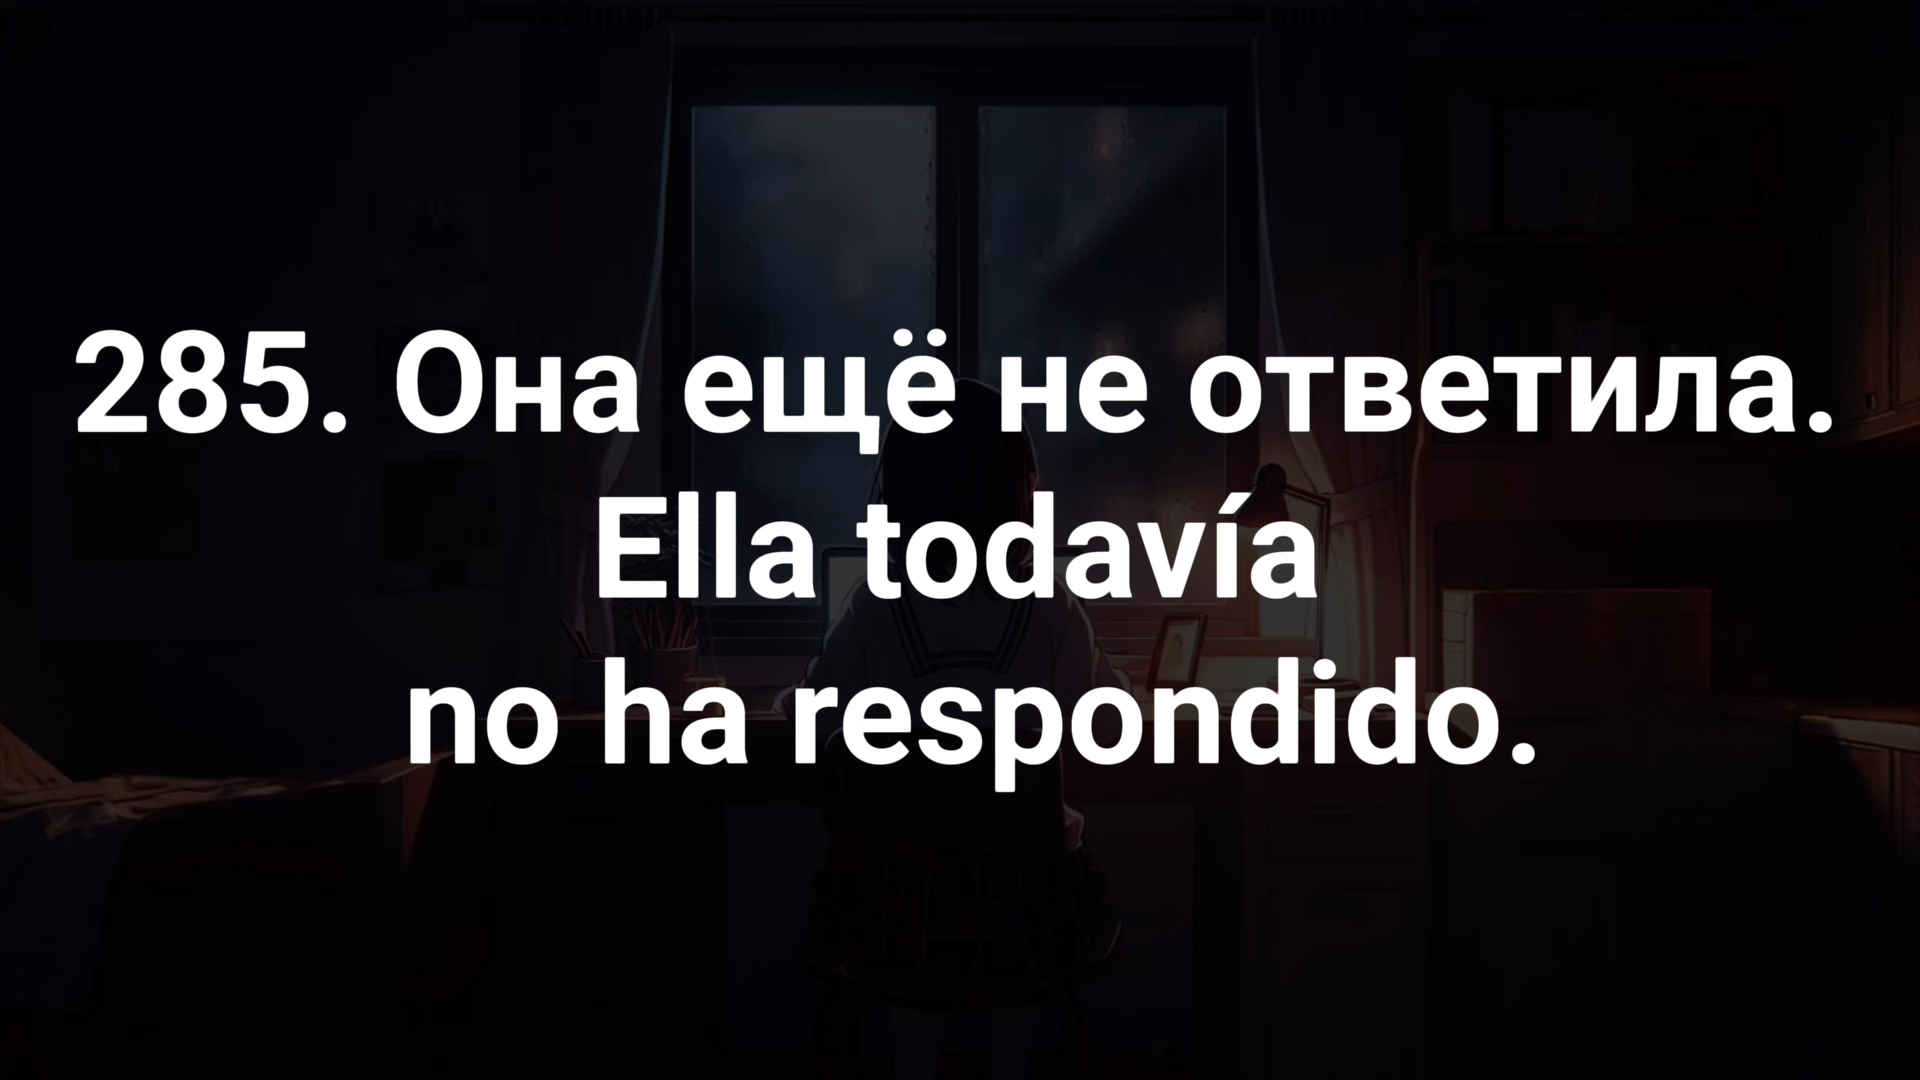 285. Она ещё не ответила.
Ella todavía
no ha respondido.